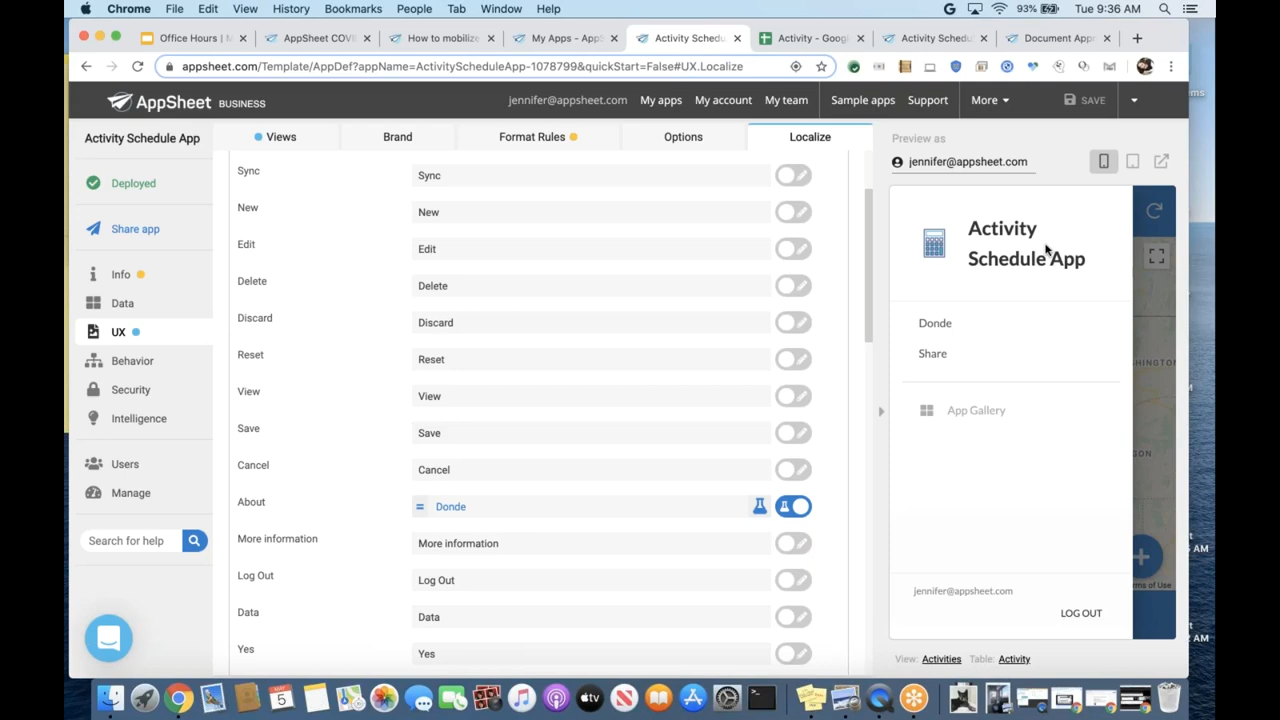 Chrome File Edit View History Bookmarks People Tab Window Help 93% Tue 9:36 AM
Office Hours | M AppSheet COVI How to mobilize My Apps - AppS Activity Schedu Activity - Googl Activity Schedu Document Appr
appsheet.com/Template/AppDef?appName=ActivityScheduleApp-1078799&quickStart=False#UX.Localize
AppSheet BUSINESS jennifer@appsheet.com My apps My account My team Sample apps Support More SAVE
Activity Schedule App
Deployed
Share app
Info
Data
UX
Behavior
Security
Intelligence
Users
Manage
Search for help
Views Brand Format Rules Options Localize
Sync Sync
New New
Edit Edit
Delete Delete
Discard Discard
Reset Reset
View View
Save Save
Cancel Cancel
About = Donde
More information More information
Log Out Log Out
Data Data
Yes Yes
Preview as
jennifer@appsheet.com
Activity
Schedule App
Donde
Share
App Gallery
jennifer@appsheet.com
LOG OUT
rms of Use
View: Activities Table: Activity